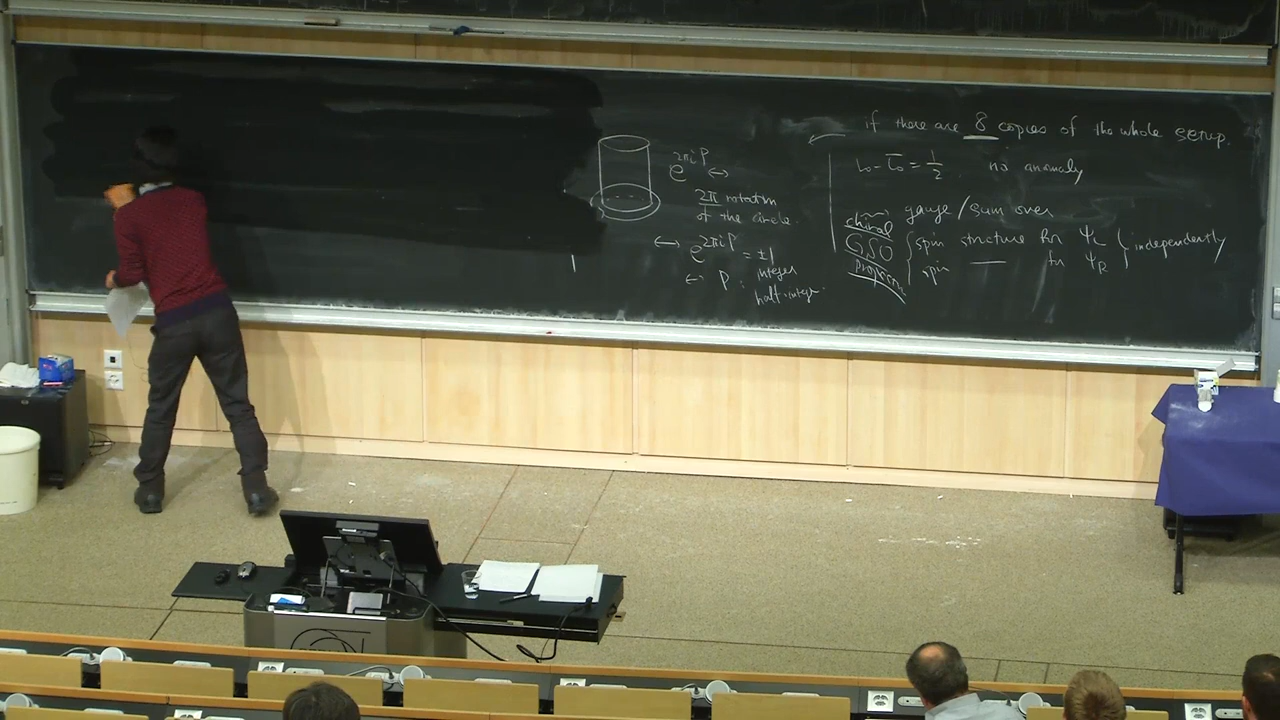 e^{2πiP} ↔
2π rotation
of the circle.
↔ e^{2πiP} = ±1
↔ P : integer
half-integer
← if there are 8 copies of the whole setup.
L₀ - L̄₀ = 1/2 no anomaly
chiral
GSO
projection
gauge / sum over
spin structure for ψ_L
spin — for ψ_R
} independently